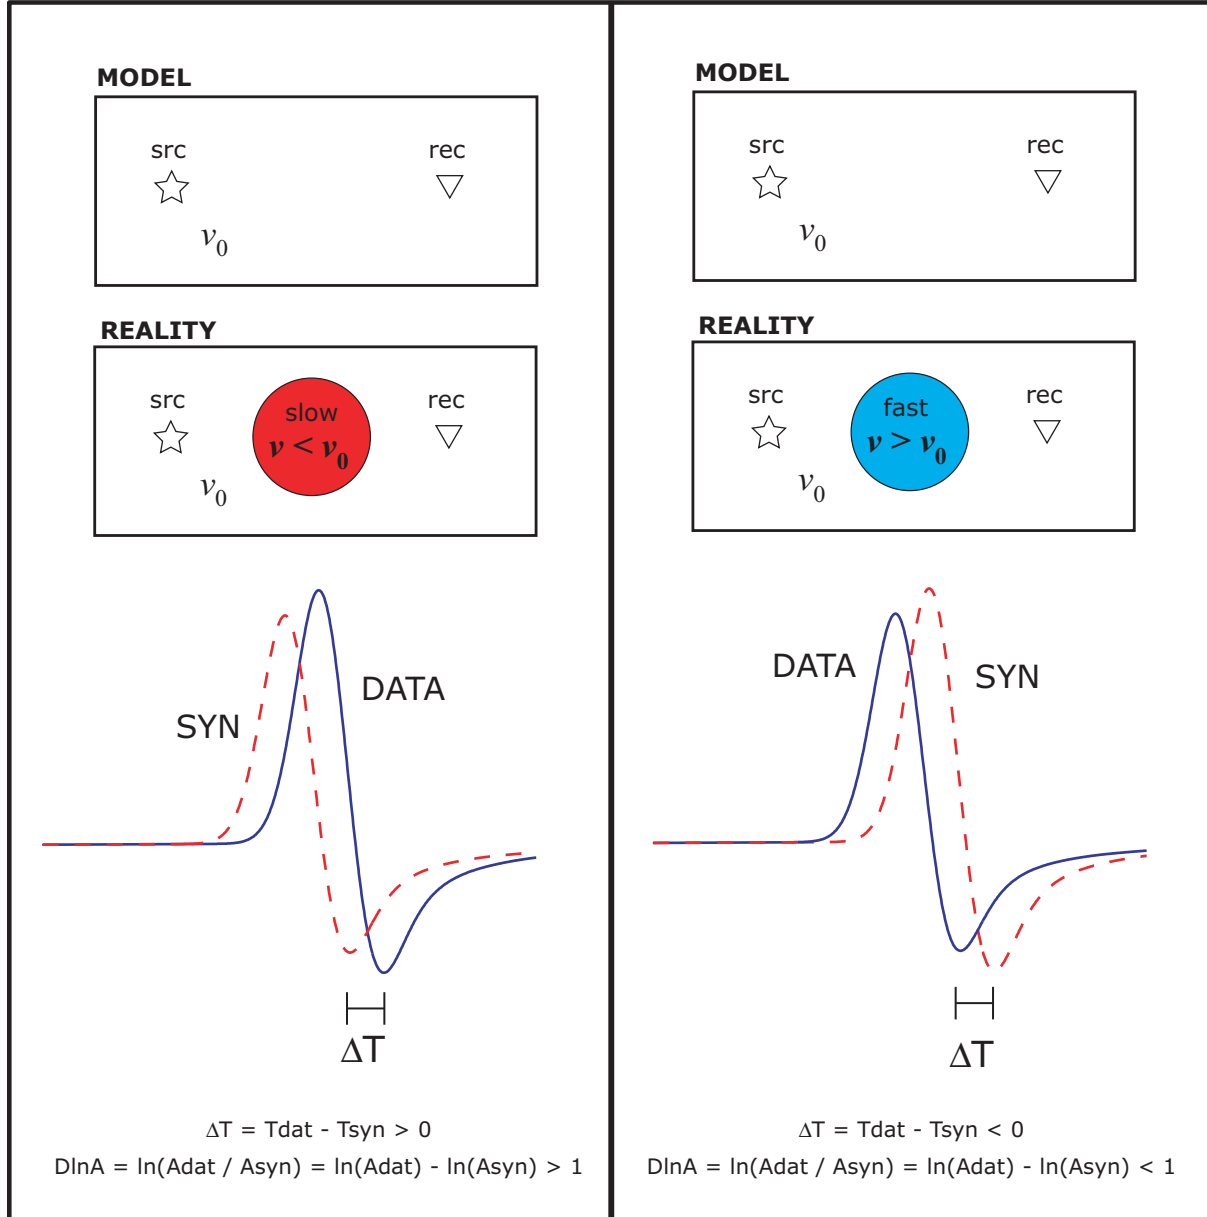 MODEL
src rec
v0
REALITY
src slow rec
v < v0
v0
SYN
DATA
ΔT
ΔT = Tdat - Tsyn > 0
DlnA = ln(Adat / Asyn) = ln(Adat) - ln(Asyn) > 1
MODEL
src rec
v0
REALITY
src fast rec
v > v0
v0
DATA
SYN
ΔT
ΔT = Tdat - Tsyn < 0
DlnA = ln(Adat / Asyn) = ln(Adat) - ln(Asyn) < 1